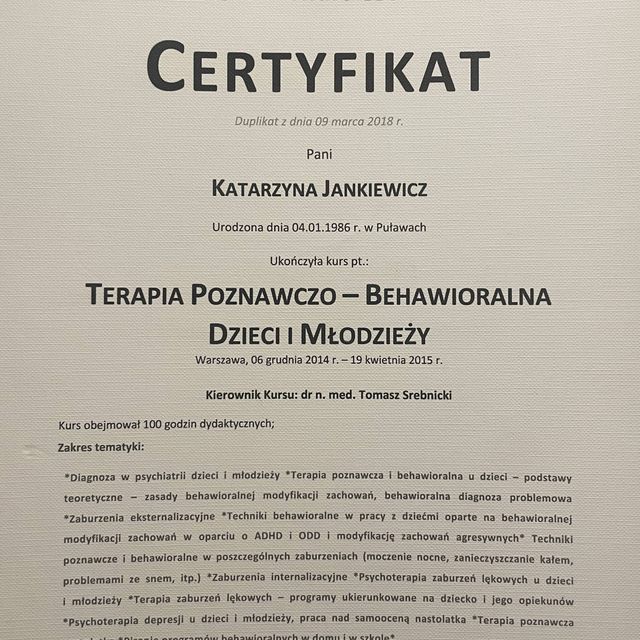 CERTYFIKAT
Duplikat z dnia 09 marca 2018 r.
Pani
KATARZYNA JANKIEWICZ
Urodzona dnia 04.01.1986 r. w Puławach
Ukończyła kurs pt.:
TERAPIA POZNAWCZO – BEHAWIORALNA
DZIECI I MŁODZIEŻY
Warszawa, 06 grudnia 2014 r. – 19 kwietnia 2015 r.
Kierownik Kursu: dr n. med. Tomasz Srebnicki
Kurs obejmował 100 godzin dydaktycznych;
Zakres tematyki:
*Diagnoza w psychiatrii dzieci i młodzieży *Terapia poznawcza i behawioralna u dzieci – podstawy
teoretyczne – zasady behawioralnej modyfikacji zachowań, behawioralna diagnoza problemowa
*Zaburzenia eksternalizacyjne *Techniki behawioralne w pracy z dziećmi oparte na behawioralnej
modyfikacji zachowań w oparciu o ADHD i ODD i modyfikację zachowań agresywnych* Techniki
poznawcze i behawioralne w poszczególnych zaburzeniach (moczenie nocne, zanieczyszczanie kałem,
problemami ze snem, itp.) *Zaburzenia internalizacyjne *Psychoterapia zaburzeń lękowych u dzieci
i młodzieży *Terapia zaburzeń lękowych – programy ukierunkowane na dziecko i jego opiekunów
*Psychoterapia depresji u dzieci i młodzieży, praca nad samooceną nastolatka *Terapia poznawcza
*Pisanie programów behawioralnych w domu i w szkole*